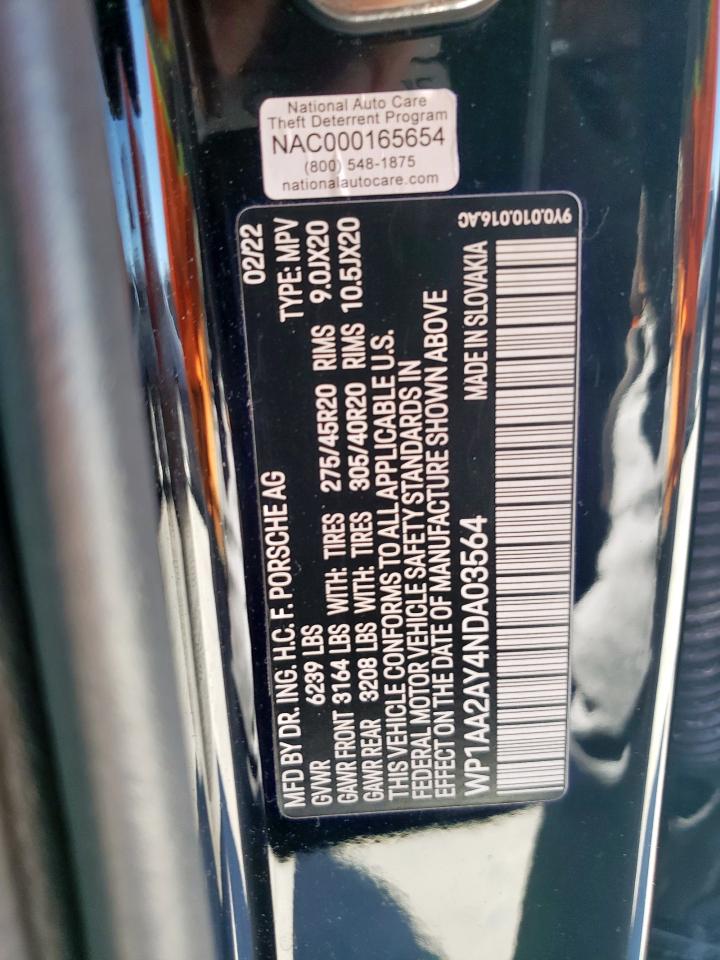 National Auto Care
Theft Deterrent Program
NAC000165654
(800) 548-1875
nationalautocare.com
MFD BY DR. ING. H.C. F. PORSCHE AG 02/22
GVWR 6239 LBS TYPE: MPV
GAWR FRONT 3164 LBS WITH: TIRES 275/45R20 RIMS 9.0JX20
GAWR REAR 3208 LBS WITH: TIRES 305/40R20 RIMS 10.5JX20
THIS VEHICLE CONFORMS TO ALL APPLICABLE U.S.
FEDERAL MOTOR VEHICLE SAFETY STANDARDS IN
EFFECT ON THE DATE OF MANUFACTURE SHOWN ABOVE
WP1AA2AY4NDA03564 MADE IN SLOVAKIA
9Y0.010.016.AC